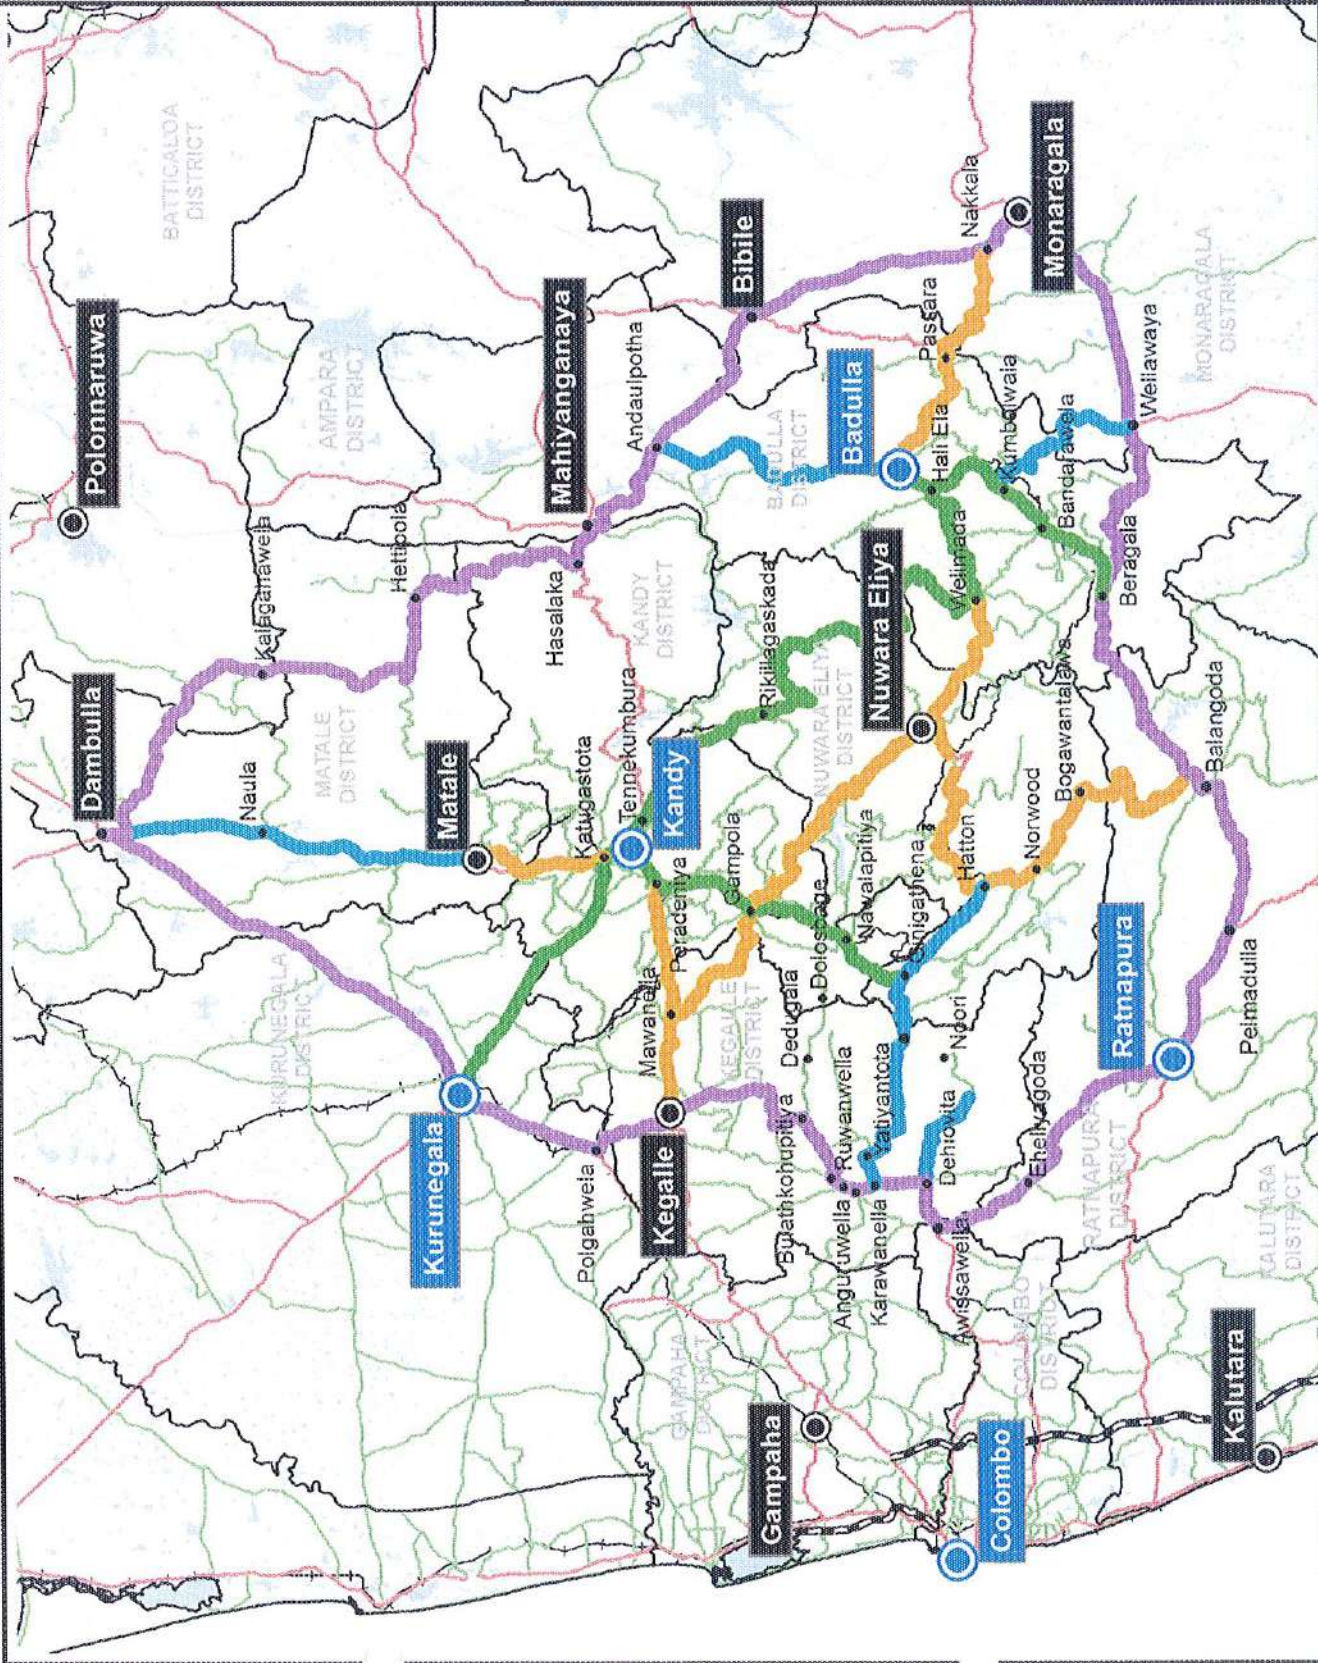 BATTICALOA
DISTRICT
Polonnaruwa
AMPARA
DISTRICT
Dambulla
Hettipola
Naula
MATALE
DISTRICT
Mahiyanganaya
Andaulpotha
Hasalaka
Bibile
Matale
Katugastota
Tennekumbura
KANDY
DISTRICT
Kandy
KURUNEGALA
DISTRICT
Kurunegala
Polgahwela
Kegalle
Mawanella
Peradeniya
KEGALLE
DISTRICT
Gampola
Rikillagaskada
NUWARA ELIYA
DISTRICT
Nuwara Eliya
BADULLA
DISTRICT
Badulla
Passara
Nakkala
Monaragala
MONARAGALA
DISTRICT
Hali Ela
Kumbalwala
Welimada
Bandarawela
Wellawaya
Beragala
Bulathkohupitiya
Dedugala
Dolosbage
Nawalapitiya
Ginigathena
Hatton
Norwood
Bogawantalawa
Balangoda
Anguruwella
Ruwanwella
Karawanella
Yatiyantota
Noori
Dehiowita
Awissawella
Eheliyagoda
Ratnapura
RATNAPURA
DISTRICT
Pelmadulla
GAMPAHA
DISTRICT
Gampaha
COLOMBO
DISTRICT
Colombo
KALUTARA
DISTRICT
Kalutara